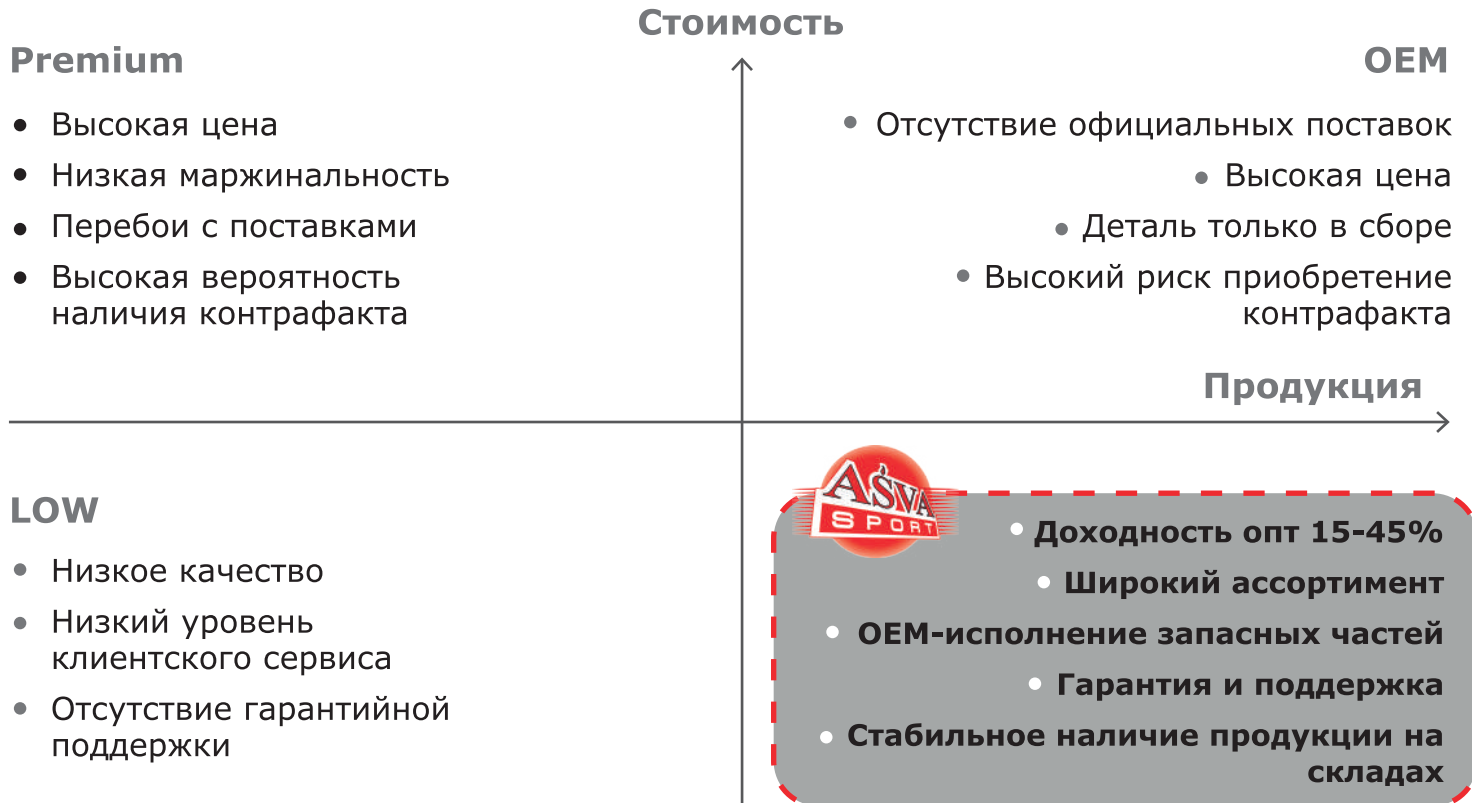 Стоимость
Premium
• Высокая цена
• Низкая маржинальность
• Перебои с поставками
• Высокая вероятность
наличия контрафакта
OEM
• Отсутствие официальных поставок
• Высокая цена
• Деталь только в сборе
• Высокий риск приобретение
контрафакта
Продукция
LOW
• Низкое качество
• Низкий уровень
клиентского сервиса
• Отсутствие гарантийной
поддержки
AŚVA
SPORT
• Доходность опт 15-45%
• Широкий ассортимент
• OEM-исполнение запасных частей
• Гарантия и поддержка
• Стабильное наличие продукции на
складах